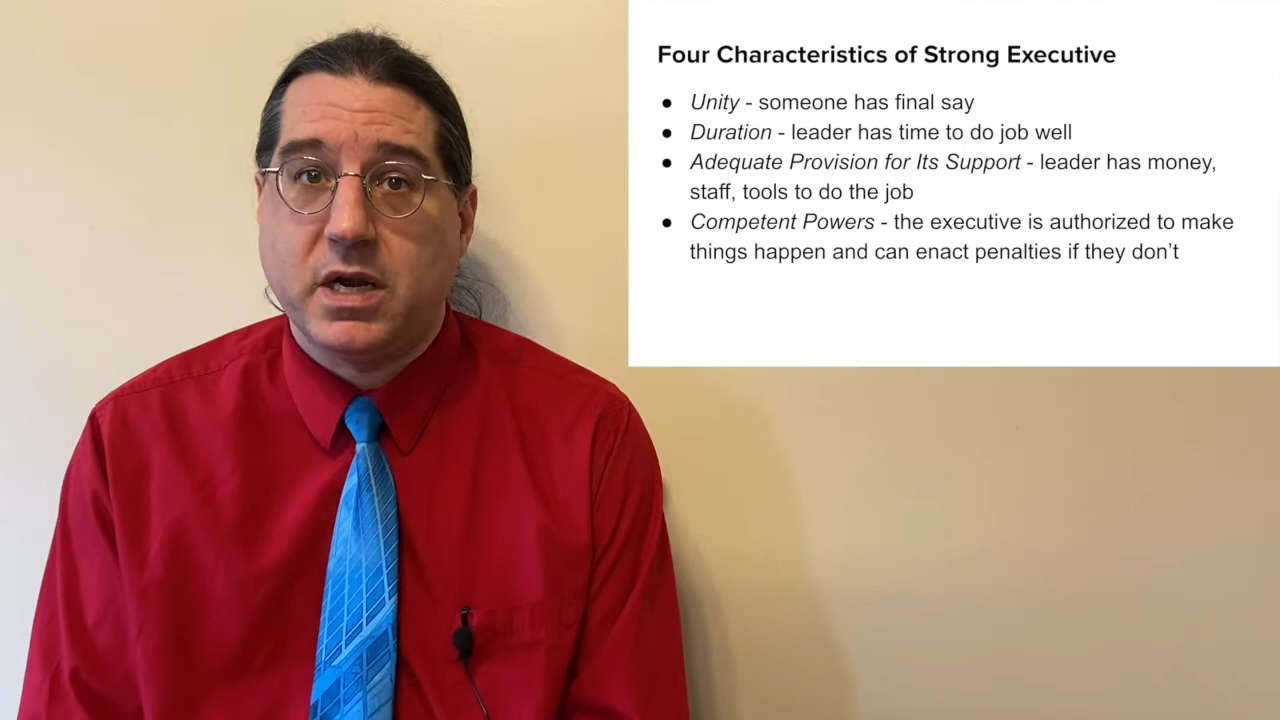 Four Characteristics of Strong Executive
● Unity - someone has final say
● Duration - leader has time to do job well
● Adequate Provision for Its Support - leader has money,
staff, tools to do the job
● Competent Powers - the executive is authorized to make
things happen and can enact penalties if they don’t